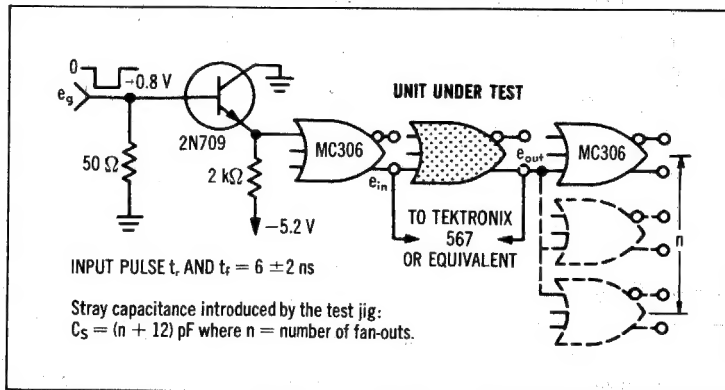 0
→0.8 V
e_g
50 Ω
2N709
2 kΩ
−5.2 V
MC306
e_in
UNIT UNDER TEST
e_out
MC306
n
TO TEKTRONIX
567
OR EQUIVALENT
INPUT PULSE t_r AND t_f = 6 ±2 ns
Stray capacitance introduced by the test jig:
C_S = (n + 12) pF where n = number of fan-outs.